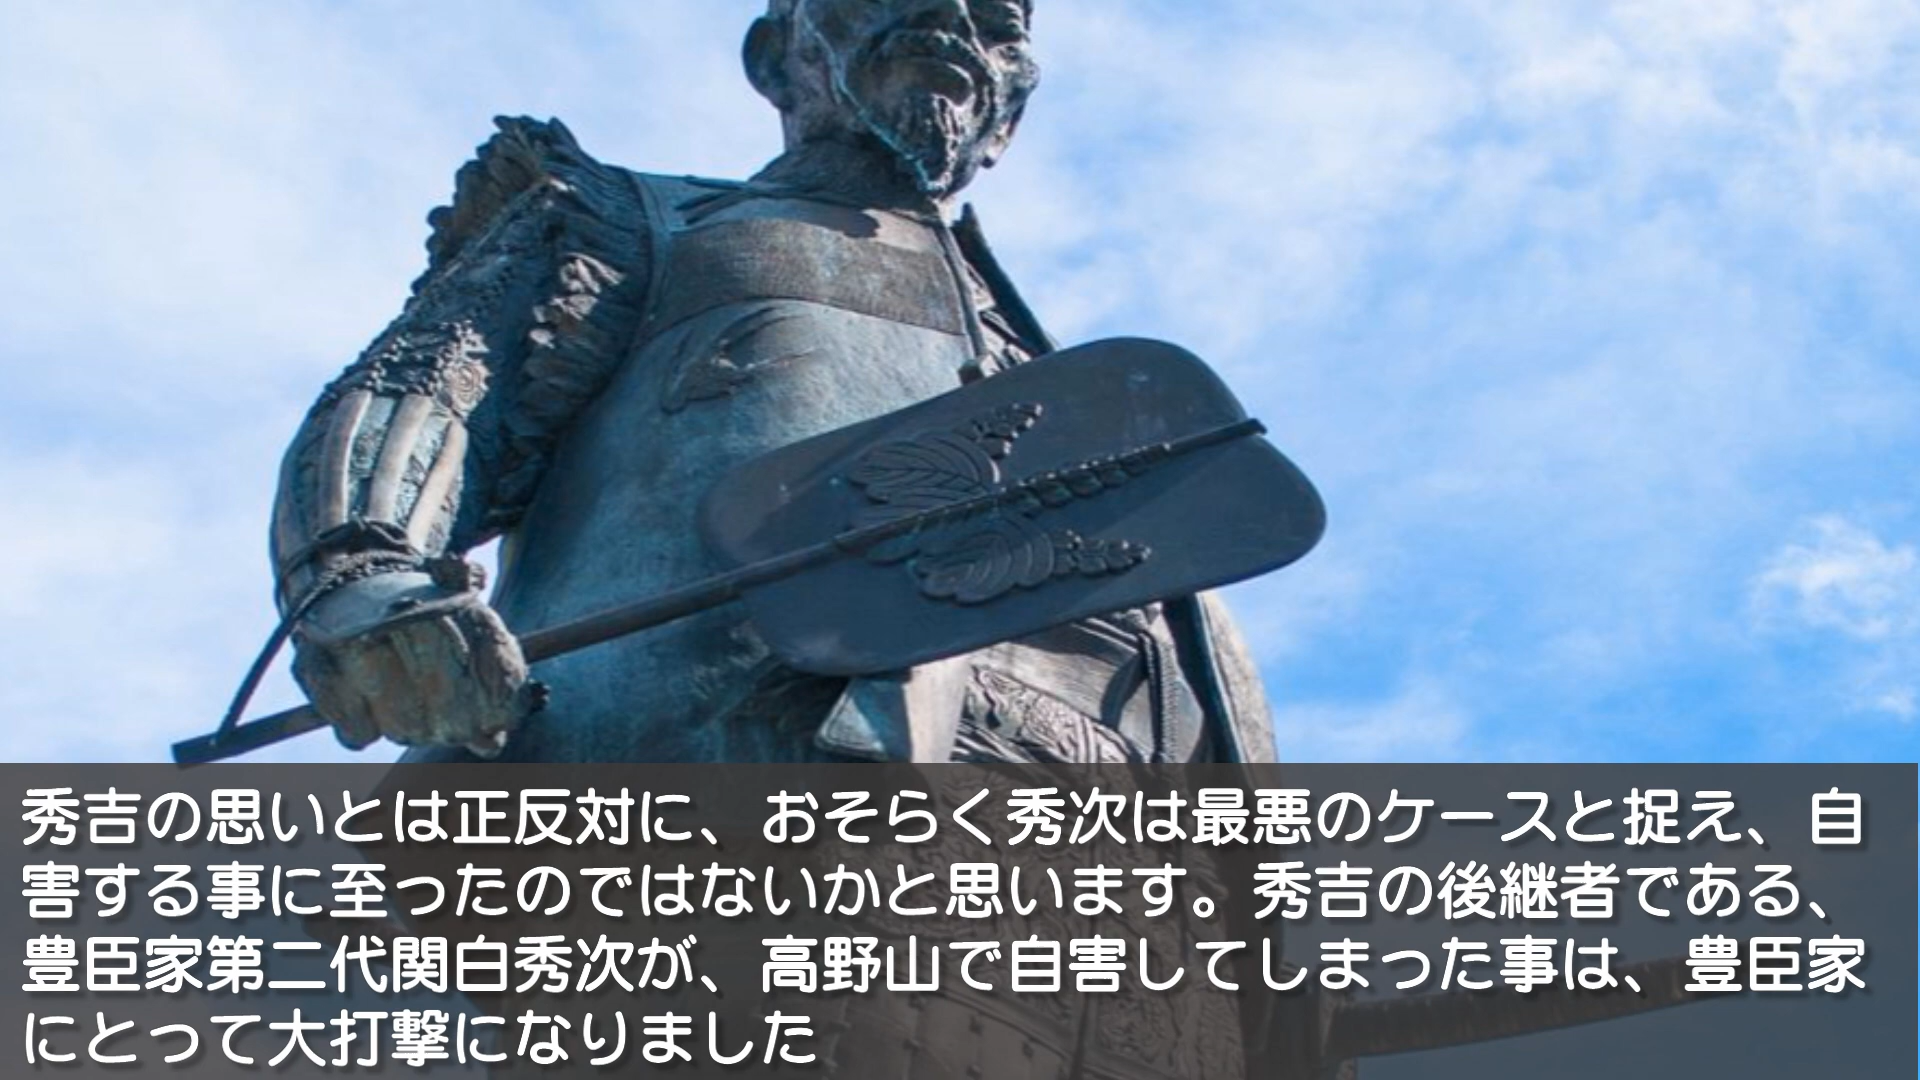 秀吉の思いとは正反対に、おそらく秀次は最悪のケースと捉え、自
害する事に至ったのではないかと思います。秀吉の後継者である、
豊臣家第二代関白秀次が、高野山で自害してしまった事は、豊臣家
にとって大打撃になりました